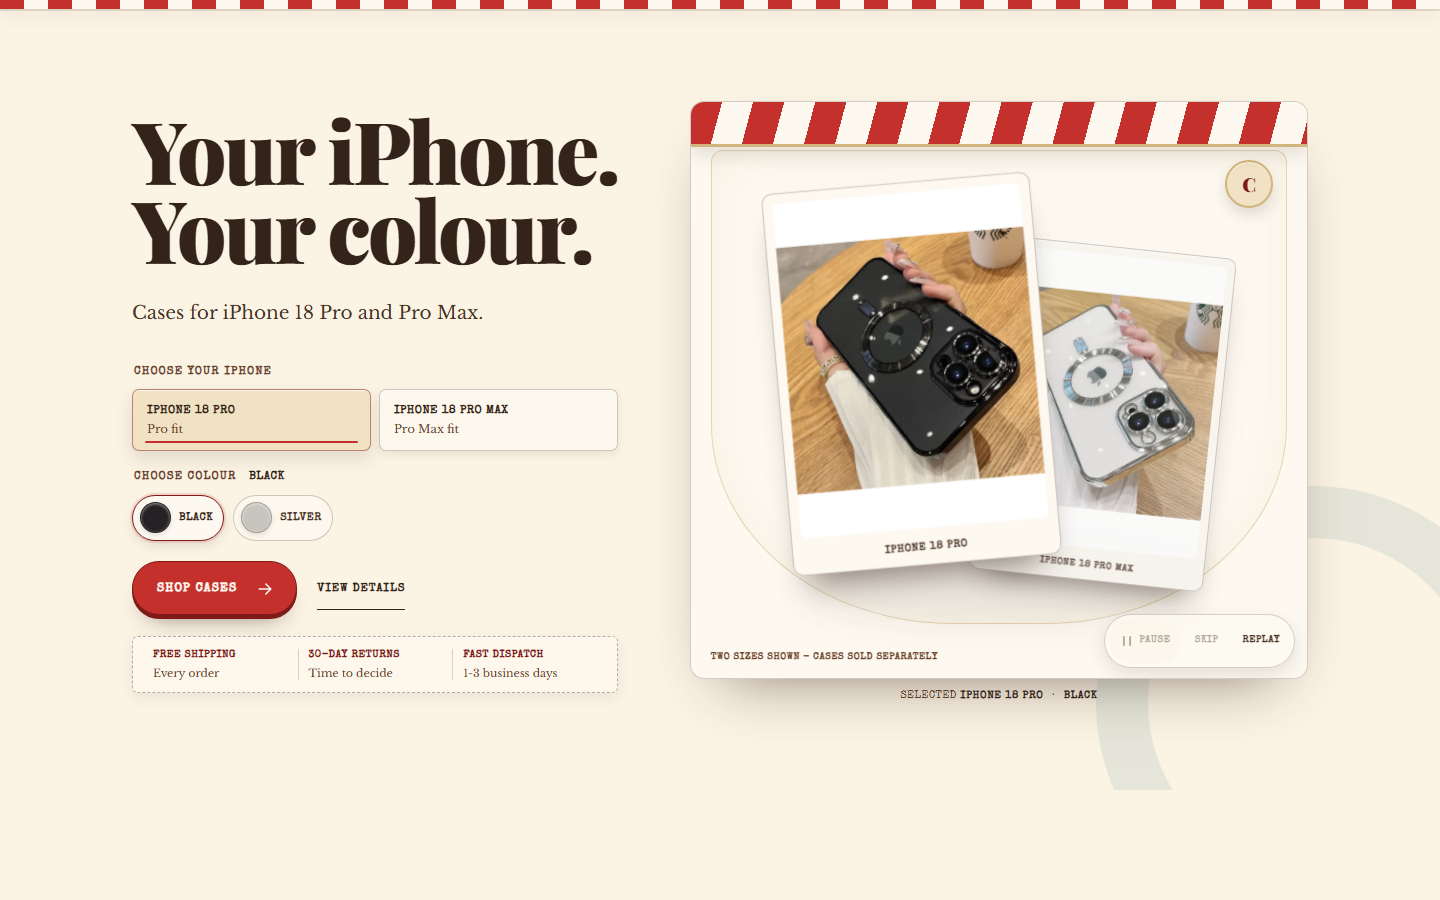 Your iPhone.
Your colour.
Cases for iPhone 18 Pro and Pro Max.
CHOOSE YOUR IPHONE
IPHONE 18 PRO
Pro fit
IPHONE 18 PRO MAX
Pro Max fit
CHOOSE COLOUR BLACK
BLACK
SILVER
SHOP CASES →
VIEW DETAILS
FREE SHIPPING
Every order
30-DAY RETURNS
Time to decide
FAST DISPATCH
1-3 business days
C
IPHONE 18 PRO
IPHONE 18 PRO MAX
TWO SIZES SHOWN – CASES SOLD SEPARATELY
PAUSE
SKIP
REPLAY
SELECTED IPHONE 18 PRO · BLACK